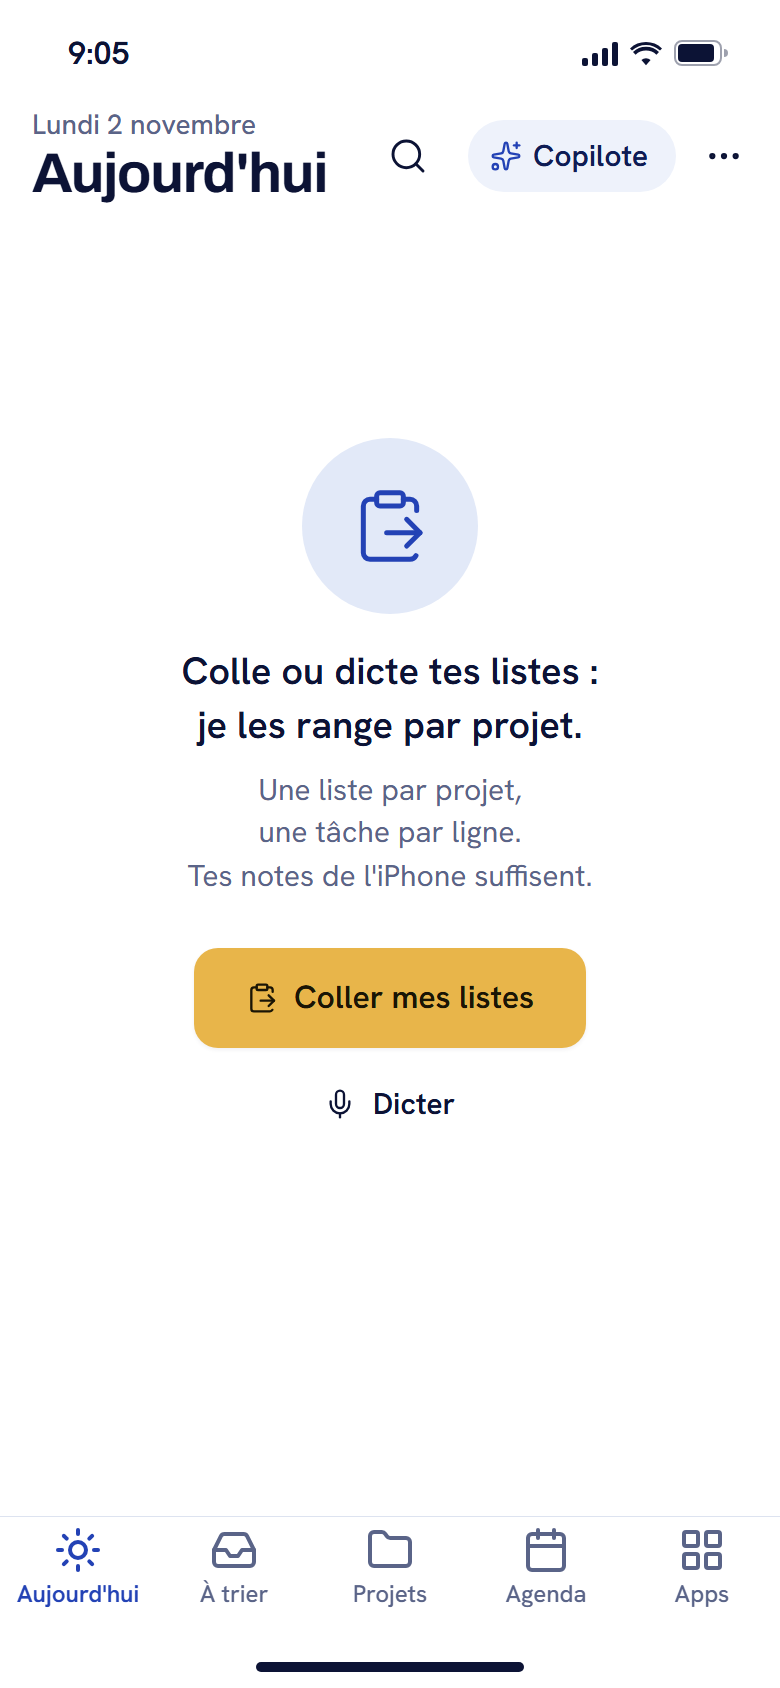 9:05
Lundi 2 novembre
Aujourd'hui
Copilote
Colle ou dicte tes listes :
je les range par projet.
Une liste par projet,
une tâche par ligne.
Tes notes de l'iPhone suffisent.
Coller mes listes
Dicter
Aujourd'hui
À trier
Projets
Agenda
Apps